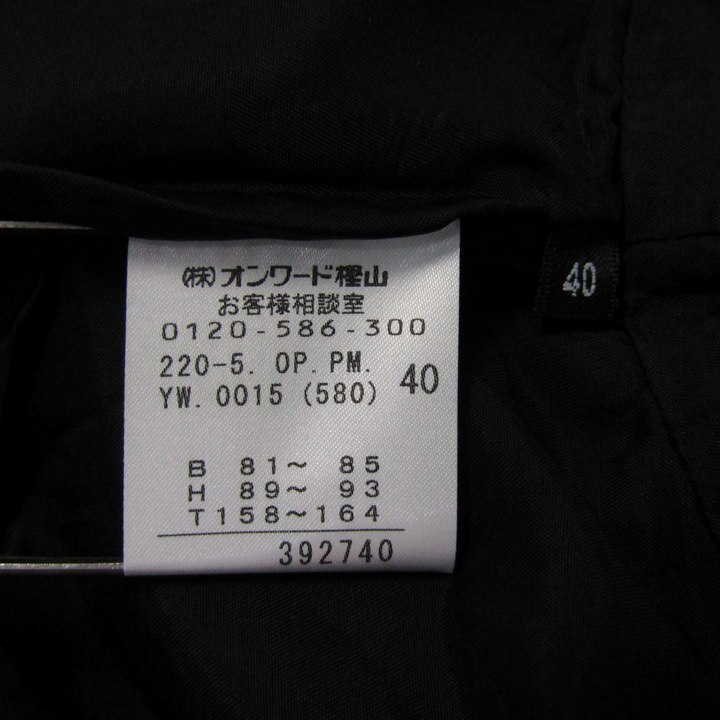 (株)オンワード樫山
お客様相談室
0120-586-300
220-5. OP. PM.
YW. 0015 (580) 40
B 81～ 85
H 89～ 93
T158～164
392740
40